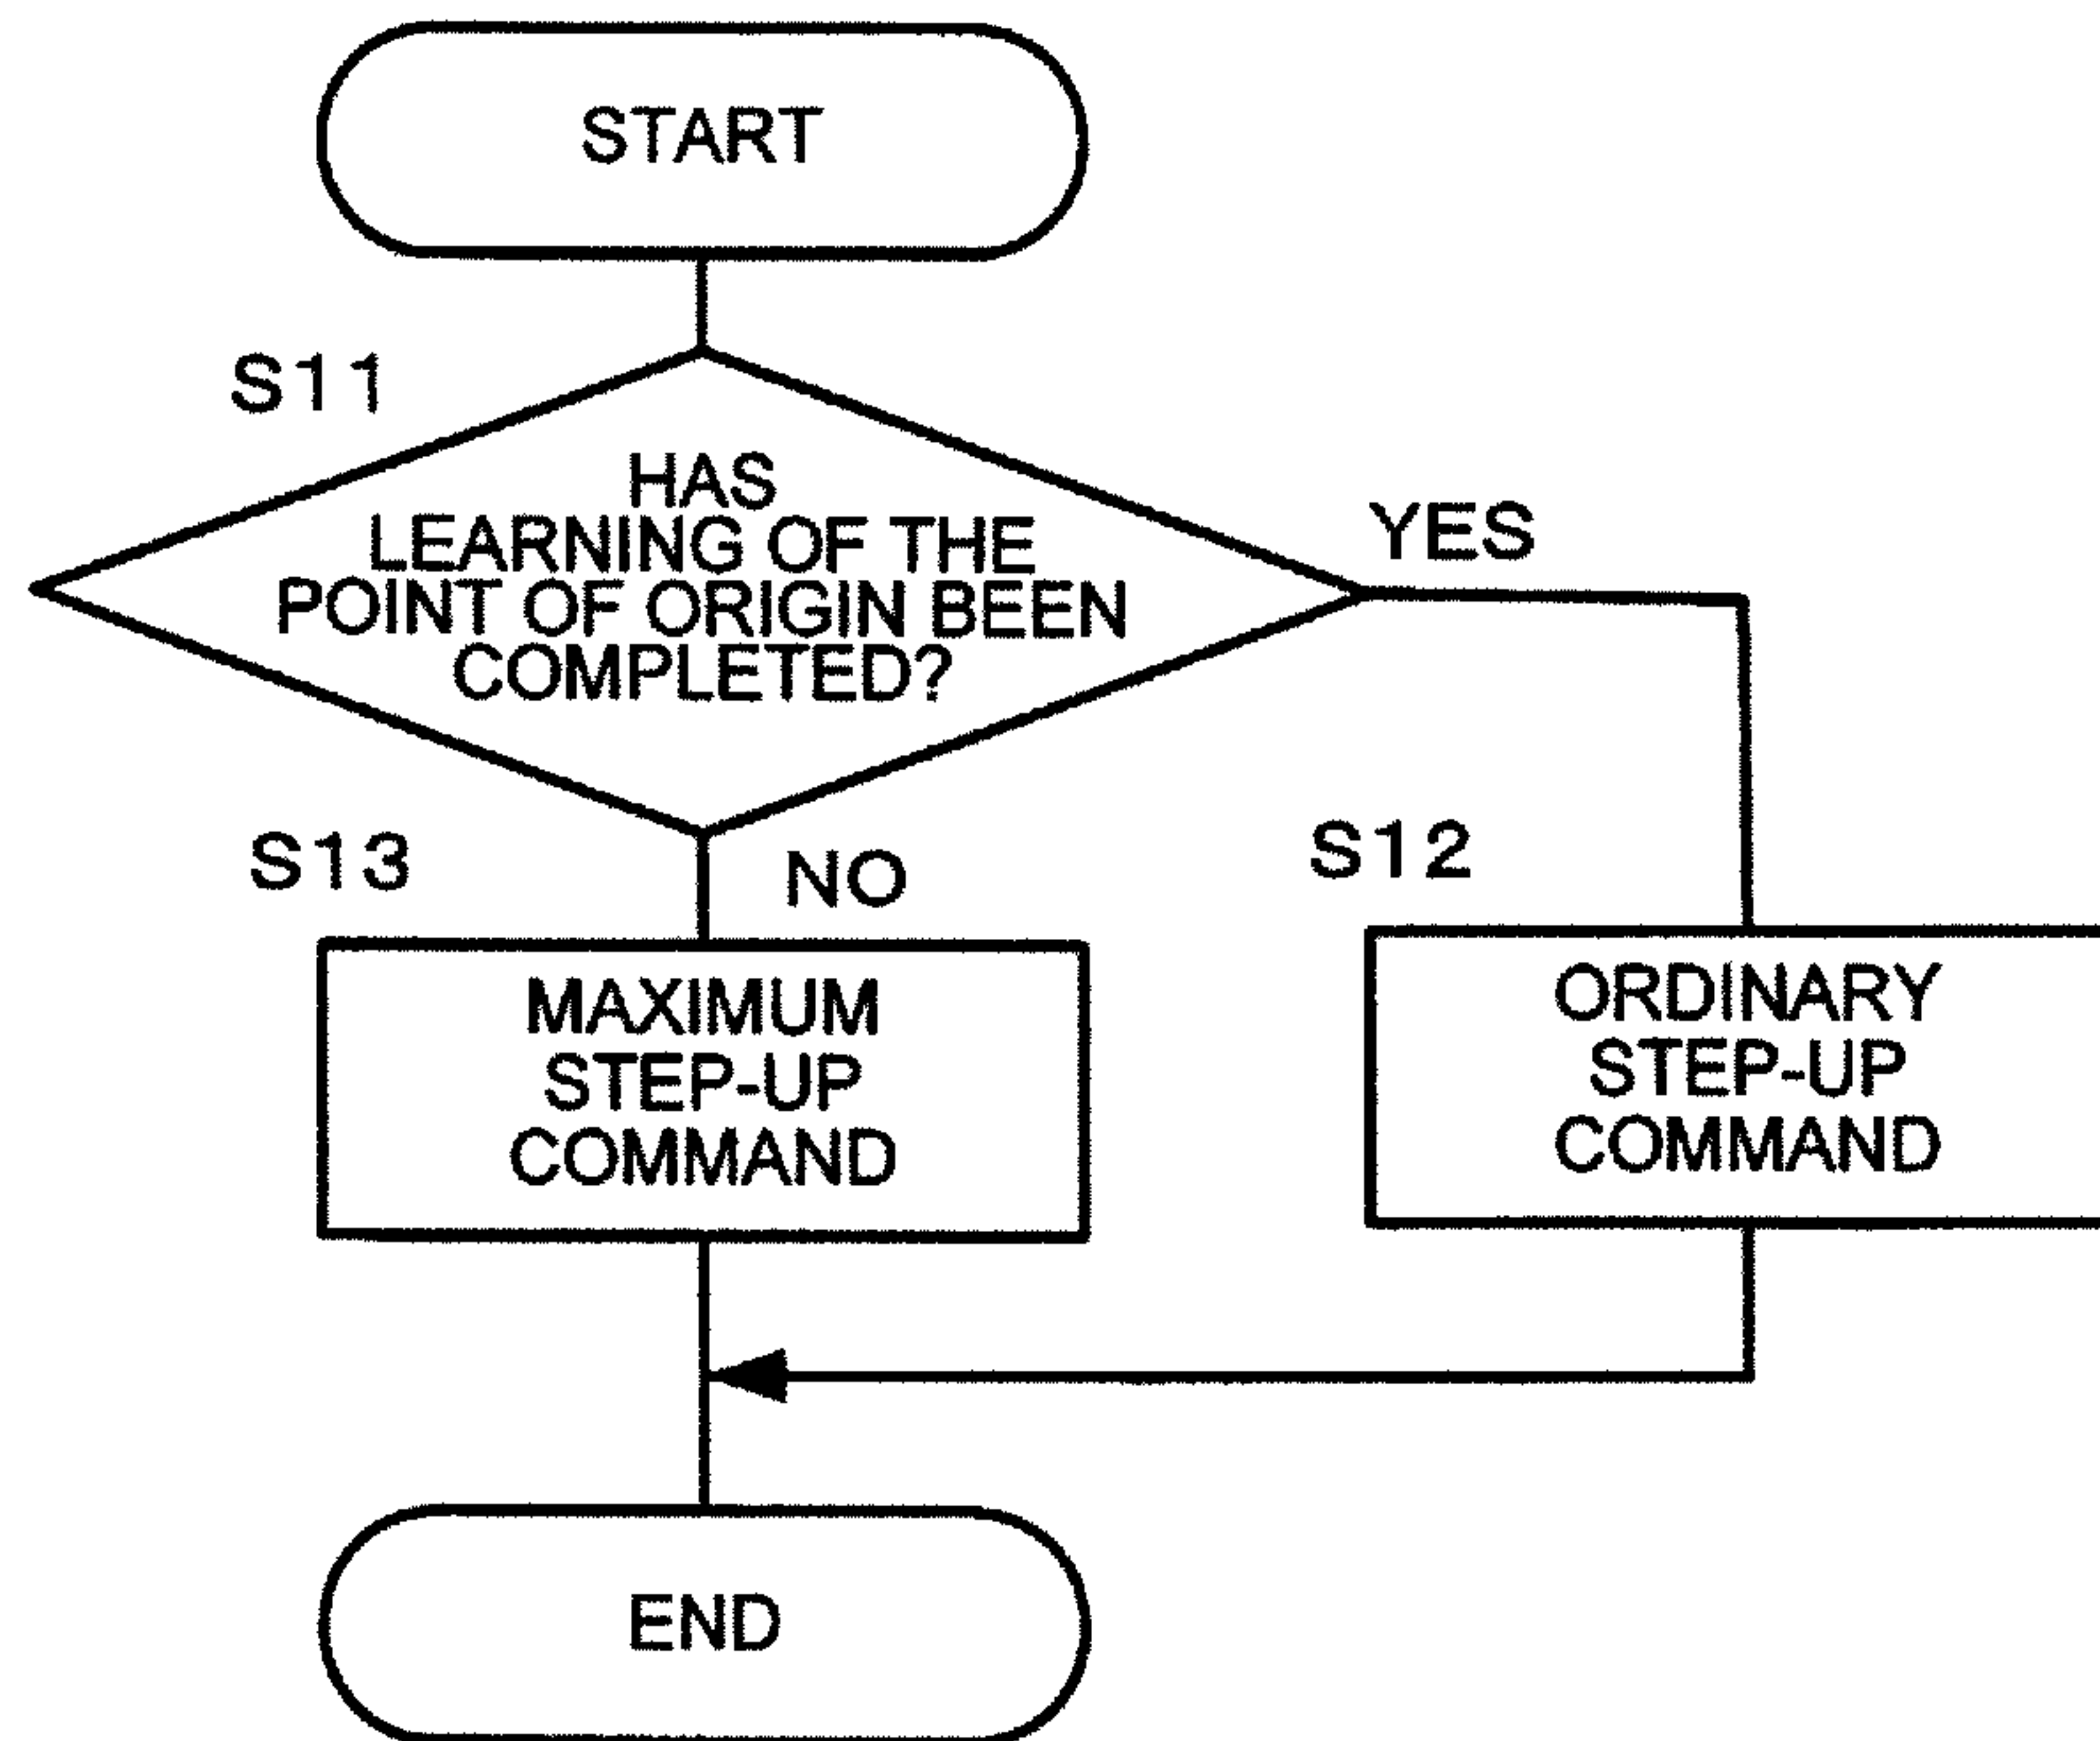 START
S11
HAS
LEARNING OF THE
POINT OF ORIGIN BEEN
COMPLETED?
YES
S13
NO
S12
MAXIMUM
STEP-UP
COMMAND
ORDINARY
STEP-UP
COMMAND
END